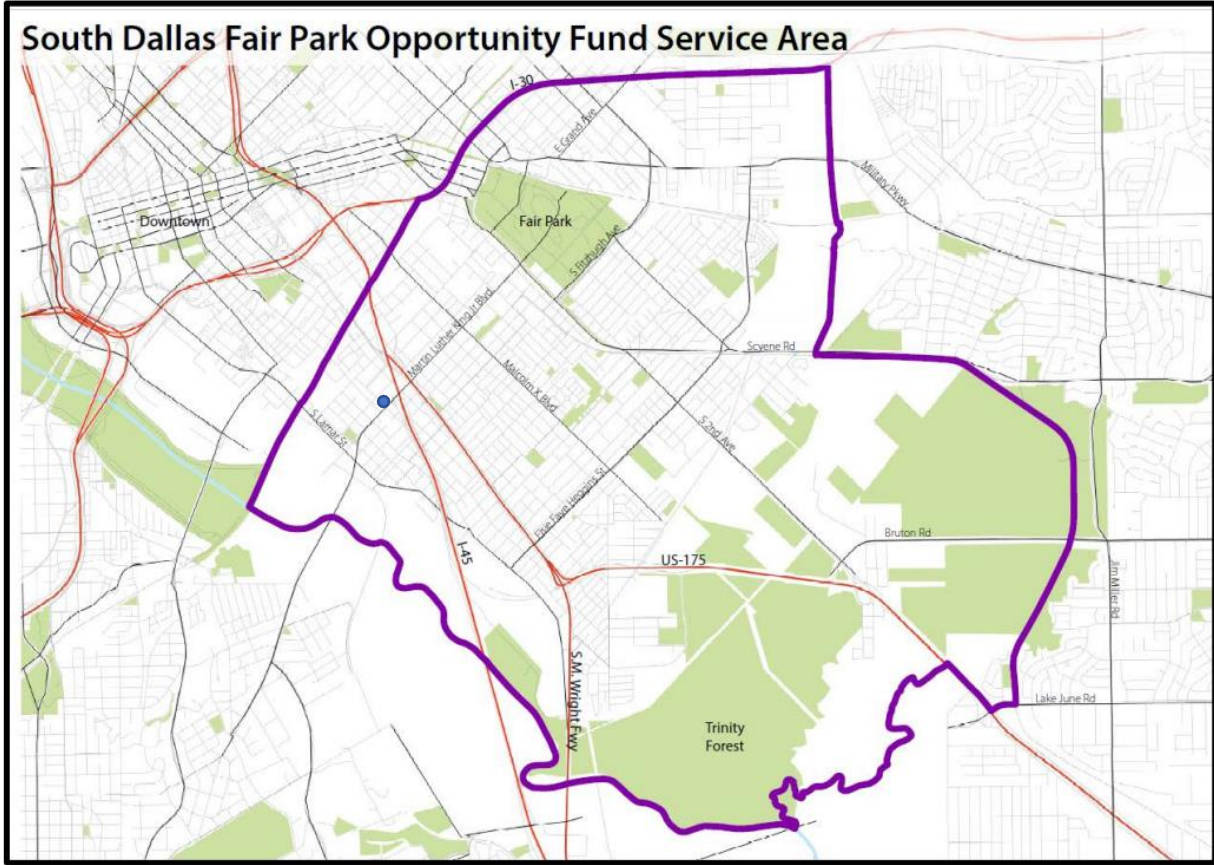 South Dallas Fair Park Opportunity Fund Service Area
I-30
E Grand Ave
Military Pkwy
Downtown
Fair Park
S Fitzhugh Ave
Martin Luther King Jr Blvd
Scyene Rd
Malcolm X Blvd
S Lamar St
S 2nd Ave
Elsie Faye Heggins St
Bruton Rd
I-45
US-175
Jim Miller Rd
S.M. Wright Fwy
Lake June Rd
Trinity
Forest